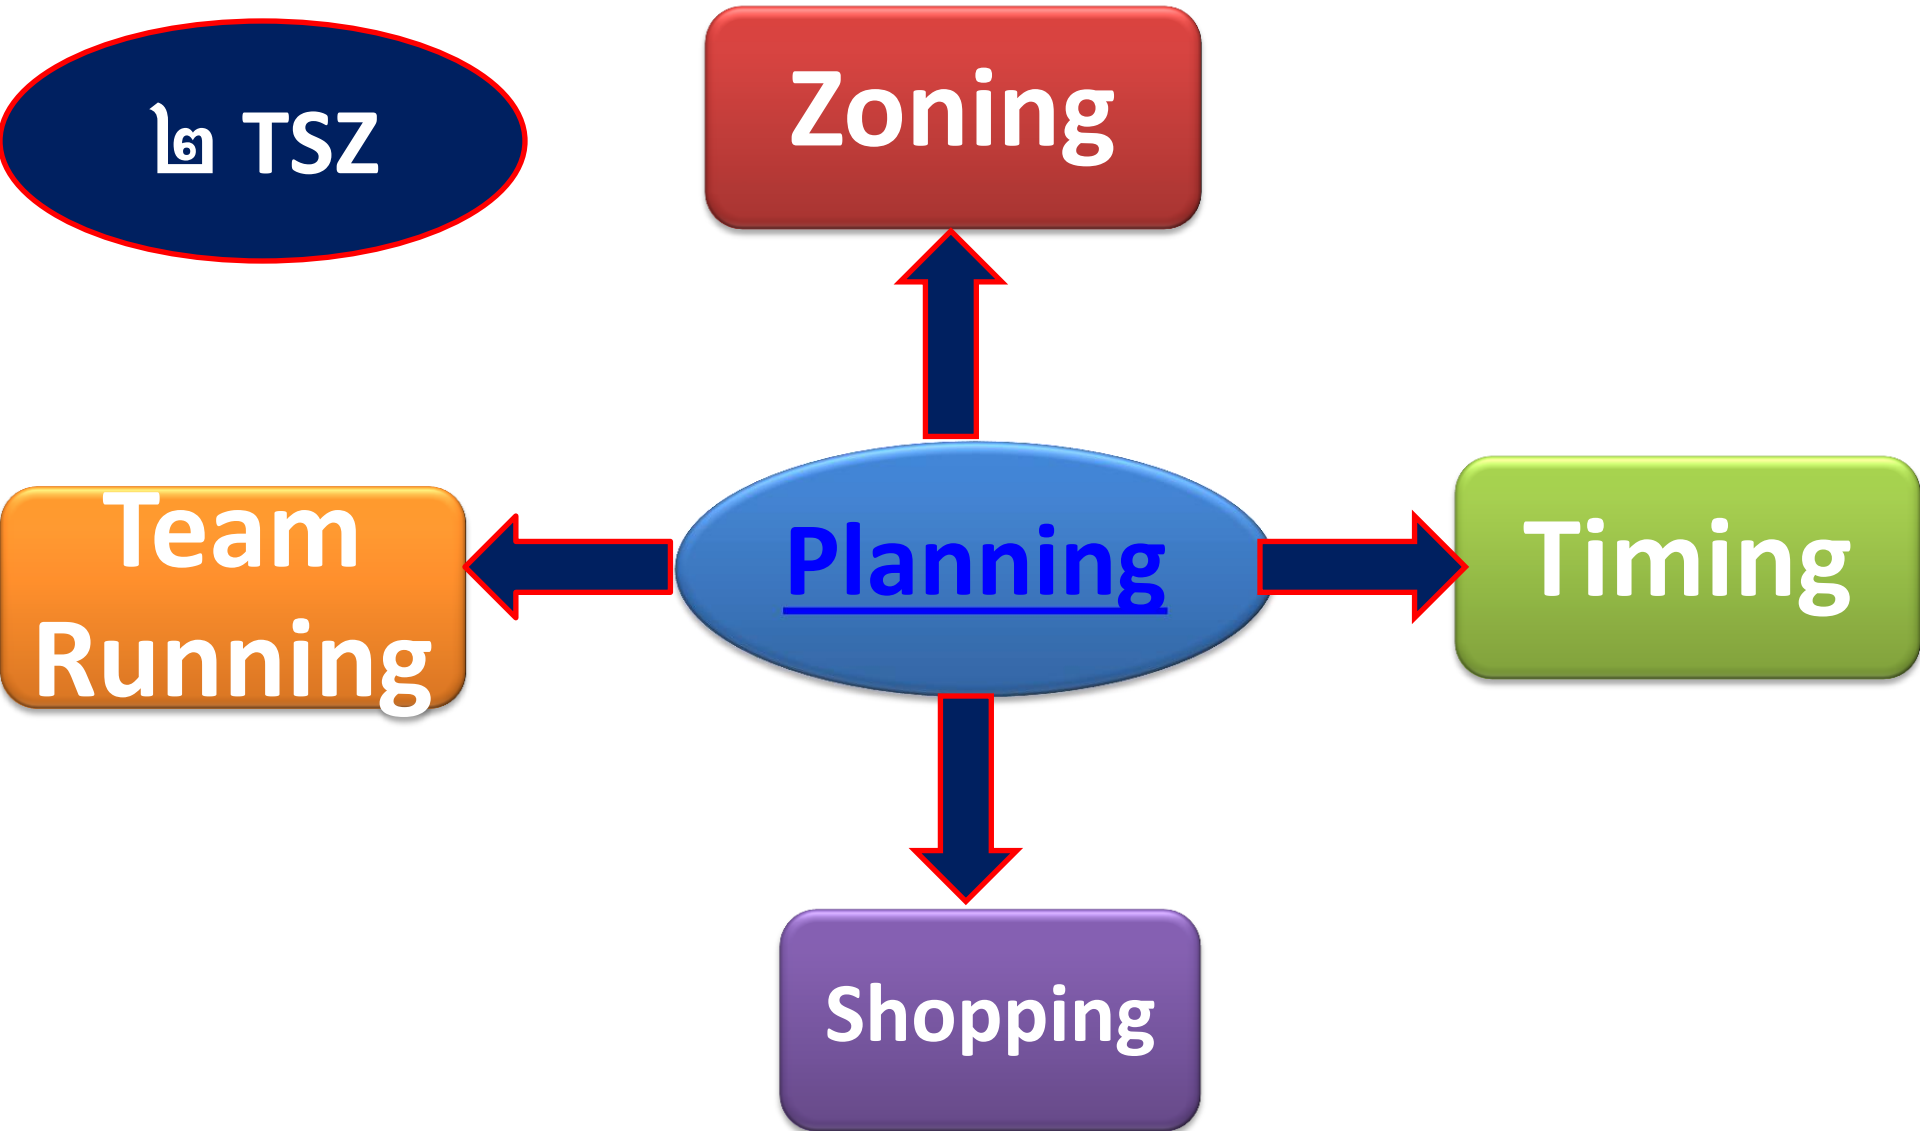 ๒ TSZ
Zoning
Team
Running
Planning
Timing
Shopping